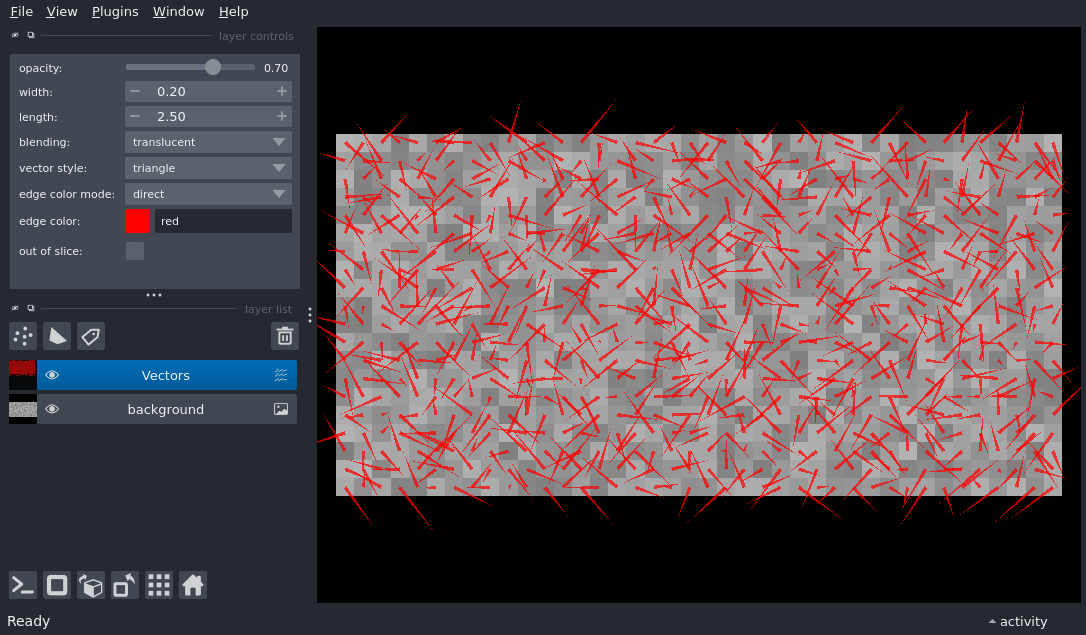 File View Plugins Window Help
layer controls
opacity: 0.70
width: 0.20
length: 2.50
blending: translucent
vector style: triangle
edge color mode: direct
edge color: red
out of slice:
layer list
Vectors
background
Ready
activity